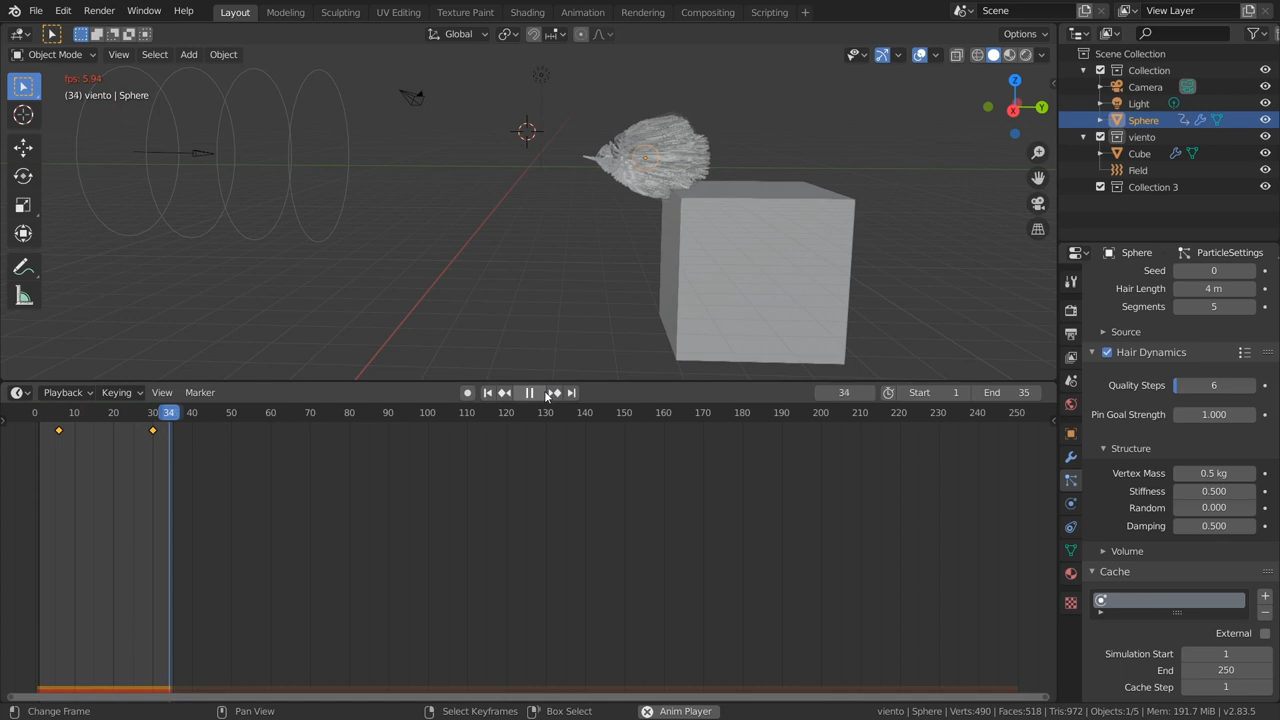 File Edit Render Window Help Layout Modeling Sculpting UV Editing Texture Paint Shading Animation Rendering Compositing Scripting + Scene View Layer
Global Options
Object Mode View Select Add Object
fps: 5.94
(34) viento | Sphere
Z
Y
X
Scene Collection
Collection
Camera
Light
Sphere
viento
Cube
Field
Collection 3
Sphere ParticleSettings
Seed 0
Hair Length 4 m
Segments 5
Source
Hair Dynamics
Quality Steps 6
Pin Goal Strength 1.000
Structure
Vertex Mass 0.5 kg
Stiffness 0.500
Random 0.000
Damping 0.500
Volume
Cache
External
Simulation Start 1
End 250
Cache Step 1
Playback Keying View Marker 34 Start 1 End 35
0 10 20 30 34 40 50 60 70 80 90 100 110 120 130 140 150 160 170 180 190 200 210 220 230 240 250
Change Frame Pan View Select Keyframes Box Select Anim Player viento | Sphere | Verts:490 | Faces:518 | Tris:972 | Objects:1/5 | Mem: 191.7 MiB | v2.83.5